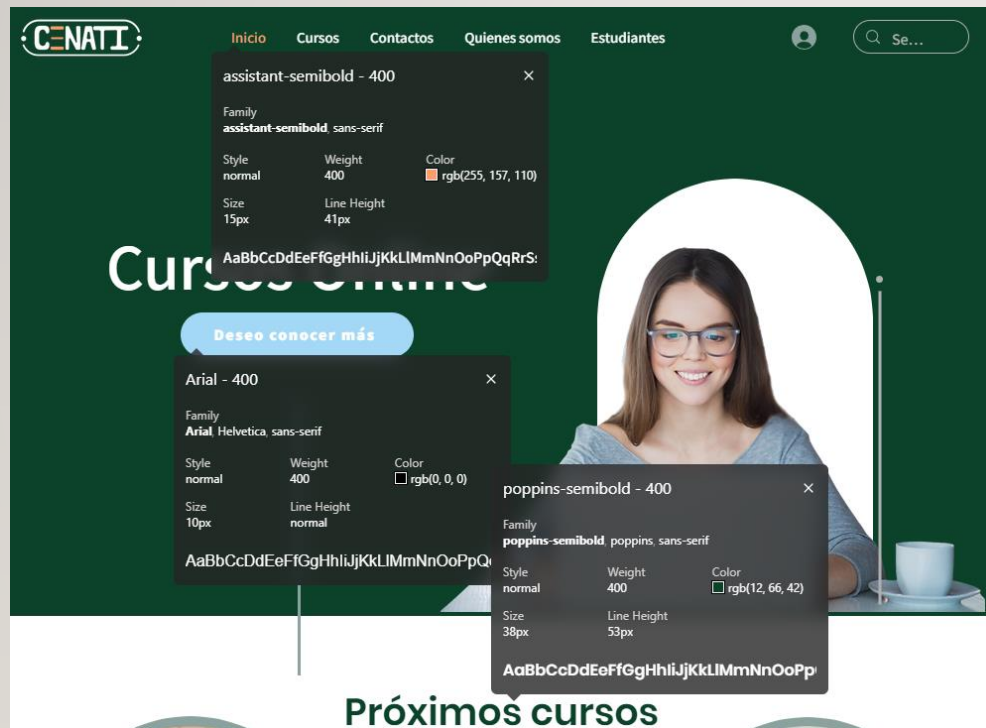 CENATI
Inicio Cursos Contactos Quienes somos Estudiantes
Se...
assistant-semibold - 400 ×
Family
assistant-semibold, sans-serif
Style Weight Color
normal 400 rgb(255, 157, 110)
Size Line Height
15px 41px
AaBbCcDdEeFfGgHhIiJjKkLlMmNnOoPpQqRrSs
Cursos Online
Deseo conocer más
Arial - 400 ×
Family
Arial, Helvetica, sans-serif
Style Weight Color
normal 400 rgb(0, 0, 0)
Size Line Height
10px normal
AaBbCcDdEeFfGgHhIiJjKkLlMmNnOoPpQq
poppins-semibold - 400 ×
Family
poppins-semibold, poppins, sans-serif
Style Weight Color
normal 400 rgb(12, 66, 42)
Size Line Height
38px 53px
AaBbCcDdEeFfGgHhIiJjKkLlMmNnOoPp
Próximos cursos